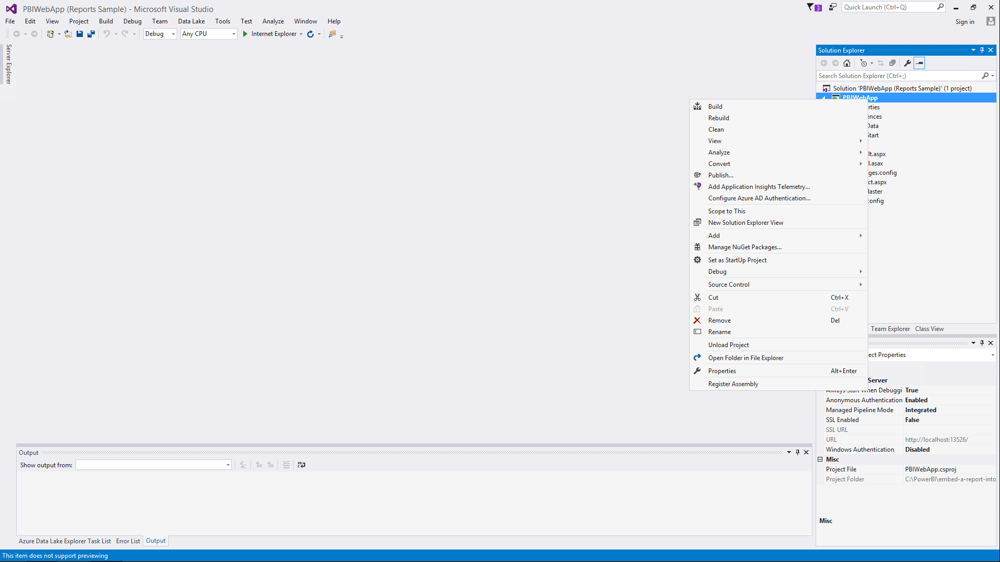 PBIWebApp (Reports Sample) - Microsoft Visual Studio
3
Quick Launch (Ctrl+Q)
File Edit View Project Build Debug Team Data Lake Tools Test Analyze Window Help
Sign in
Debug Any CPU Internet Explorer
Server Explorer
Solution Explorer
Search Solution Explorer (Ctrl+;)
Solution 'PBIWebApp (Reports Sample)' (1 project)
PBIWebApp
rties
ences
Data
Start
lt.aspx
l.asax
ges.config
ct.aspx
laster
config
Build
Rebuild
Clean
View
Analyze
Convert
Publish...
Add Application Insights Telemetry...
Configure Azure AD Authentication...
Scope to This
New Solution Explorer View
Add
Manage NuGet Packages...
Set as StartUp Project
Debug
Source Control
Cut Ctrl+X
Paste Ctrl+V
Remove Del
Rename
Unload Project
Open Folder in File Explorer
Properties Alt+Enter
Register Assembly
Team Explorer Class View
ect Properties
Server
Always Start When Debuggi True
Anonymous Authentication Enabled
Managed Pipeline Mode Integrated
SSL Enabled False
SSL URL
URL http://localhost:13526/
Windows Authentication Disabled
Misc
Project File PBIWebApp.csproj
Project Folder C:\PowerBI\embed-a-report-into
Misc
Output
Show output from:
Azure Data Lake Explorer Task List Error List Output
This item does not support previewing